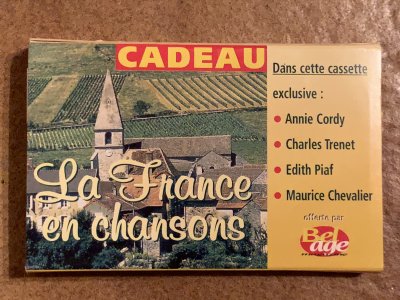 CADEAU
La France
en chansons
Dans cette cassette
exclusive :
• Annie Cordy
• Charles Trenet
• Edith Piaf
• Maurice Chevalier
offerte par
Bel
age